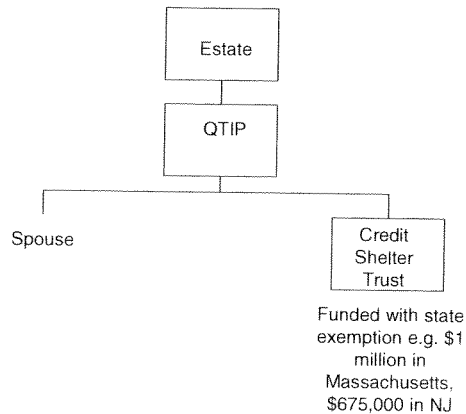 Estate
QTIP
Spouse
Credit
Shelter
Trust
Funded with state
exemption e.g. $1
million in
Massachusetts,
$675,000 in NJ